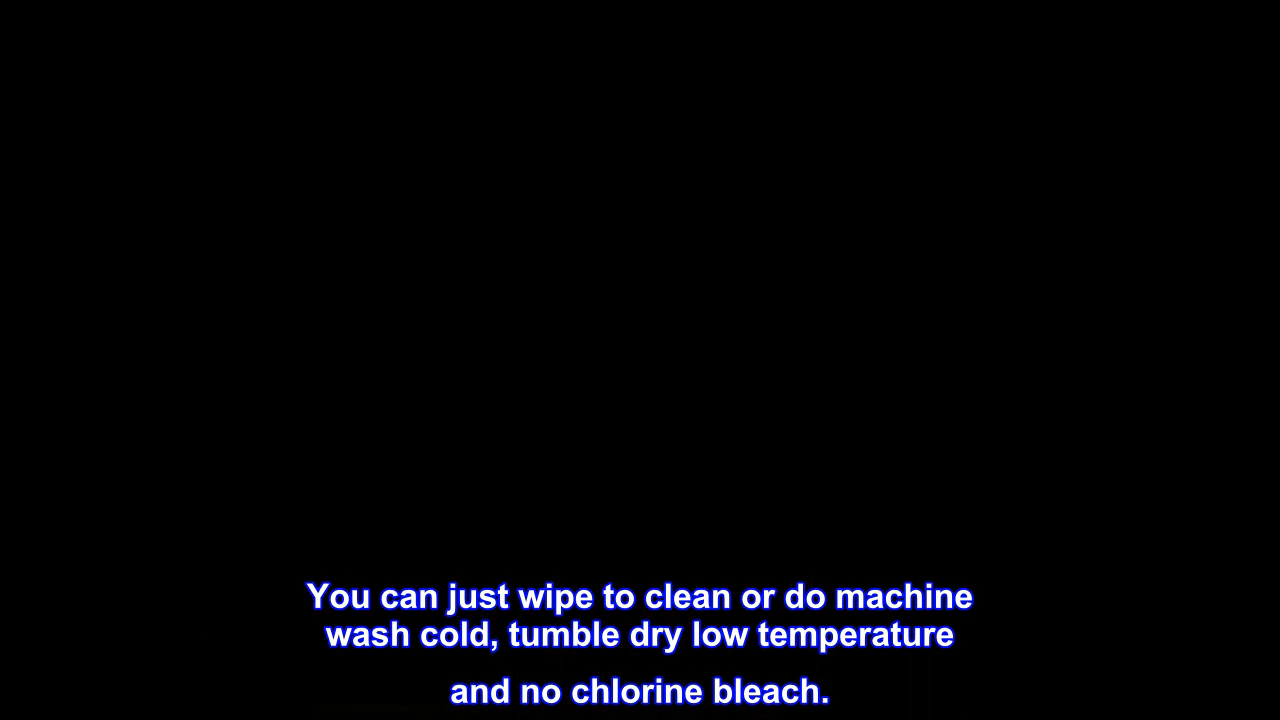 You can just wipe to clean or do machine
wash cold, tumble dry low temperature
and no chlorine bleach.